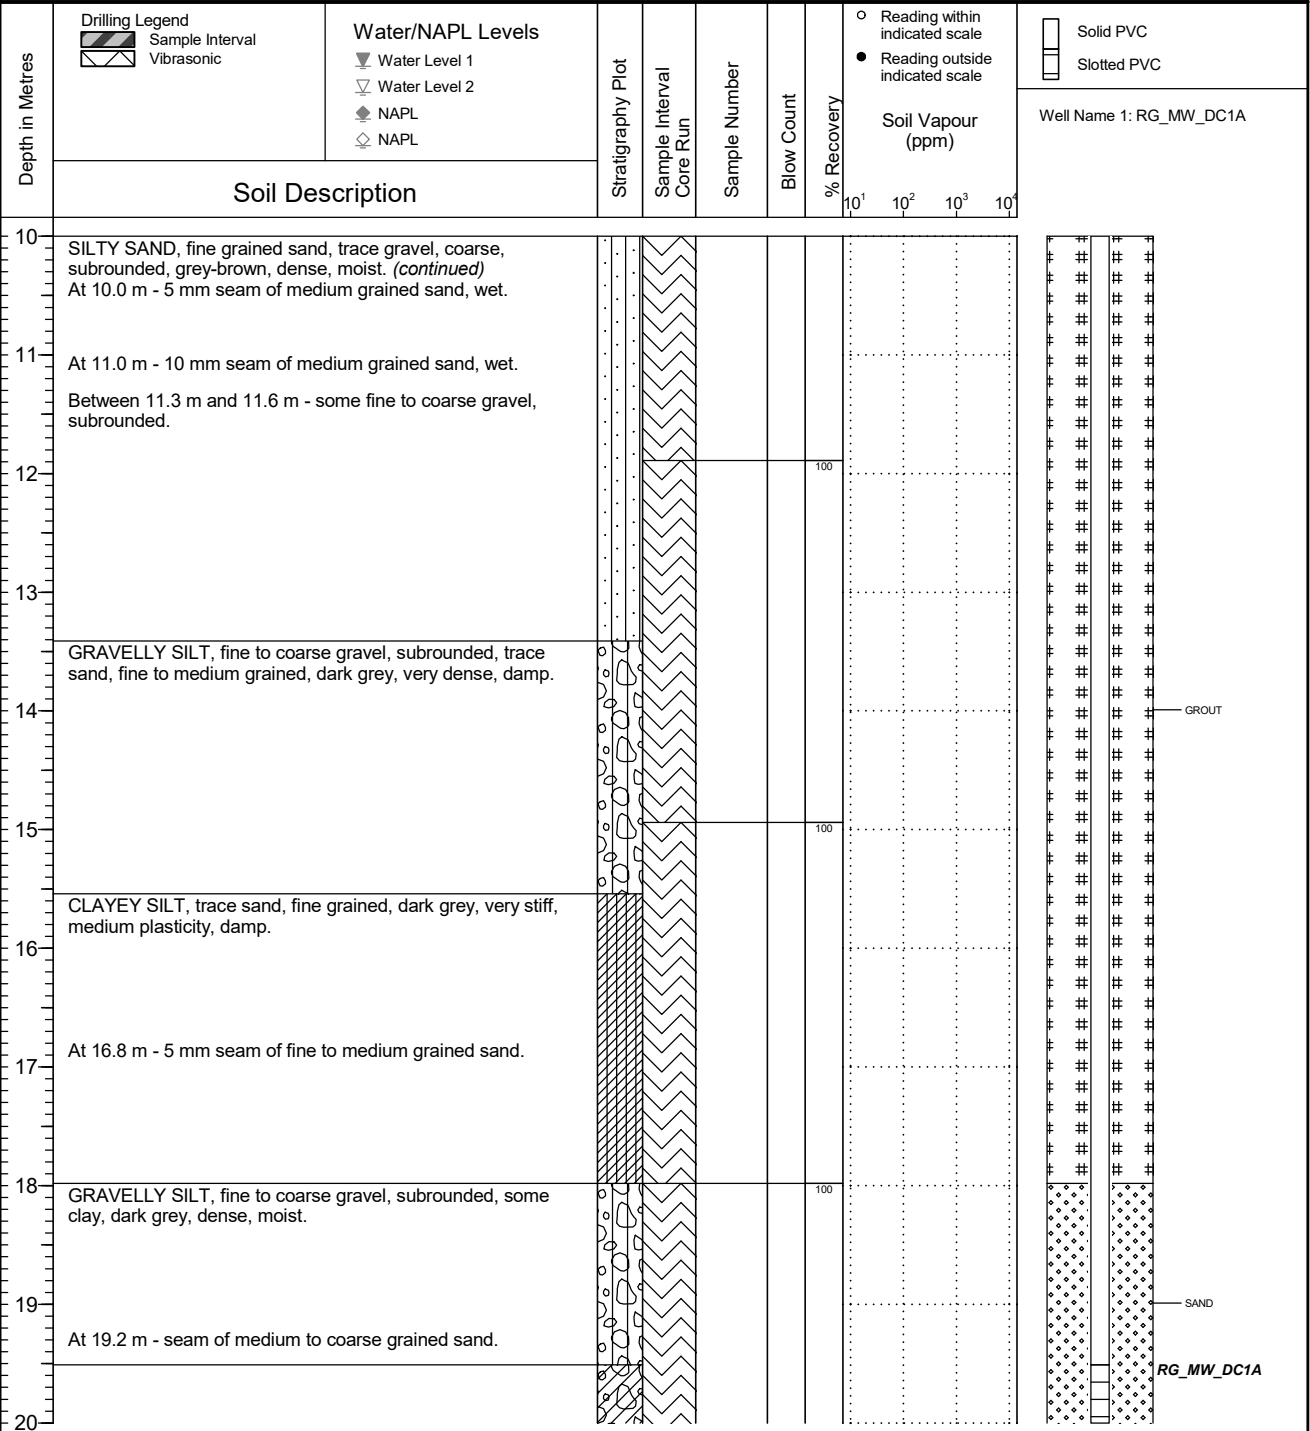 Depth in Metres
Drilling Legend
Sample Interval
Vibrasonic
Water/NAPL Levels
Water Level 1
Water Level 2
NAPL
NAPL
Soil Description
Stratigraphy Plot
Sample Interval
Core Run
Sample Number
Blow Count
% Recovery
Reading within
indicated scale
Reading outside
indicated scale
Soil Vapour
(ppm)
10¹ 10² 10³ 10⁴
Solid PVC
Slotted PVC
Well Name 1: RG_MW_DC1A
10
SILTY SAND, fine grained sand, trace gravel, coarse,
subrounded, grey-brown, dense, moist. (continued)
At 10.0 m - 5 mm seam of medium grained sand, wet.
11
At 11.0 m - 10 mm seam of medium grained sand, wet.
Between 11.3 m and 11.6 m - some fine to coarse gravel,
subrounded.
12
100
13
GRAVELLY SILT, fine to coarse gravel, subrounded, trace
sand, fine to medium grained, dark grey, very dense, damp.
14
GROUT
15
100
CLAYEY SILT, trace sand, fine grained, dark grey, very stiff,
medium plasticity, damp.
16
At 16.8 m - 5 mm seam of fine to medium grained sand.
17
18
100
GRAVELLY SILT, fine to coarse gravel, subrounded, some
clay, dark grey, dense, moist.
19
SAND
At 19.2 m - seam of medium to coarse grained sand.
RG_MW_DC1A
20